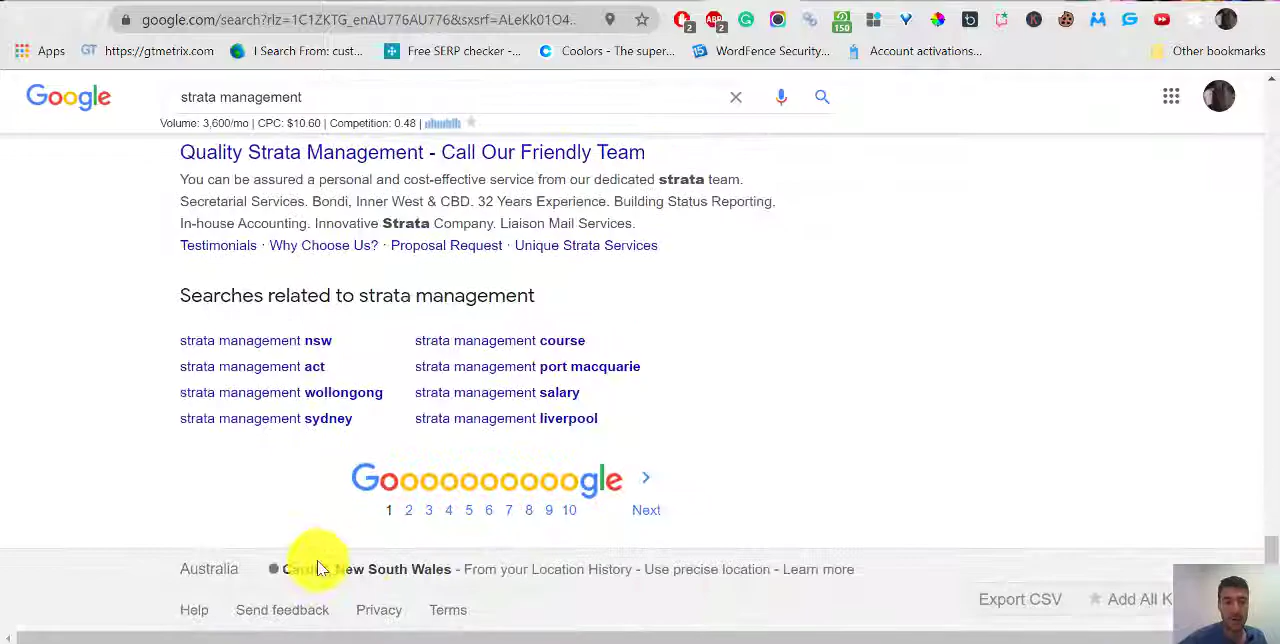 google.com/search?rlz=1C1ZKTG_enAU776AU776&sxsrf=ALeKk01O4..
2
2
150
Apps
GT https://gtmetrix.com
I Search From: cust...
Free SERP checker -...
Coolors - The super...
WordFence Security...
Account activations...
Other bookmarks
Google
strata management
Volume: 3,600/mo | CPC: $10.60 | Competition: 0.48 |
Quality Strata Management - Call Our Friendly Team
You can be assured a personal and cost-effective service from our dedicated strata team.
Secretarial Services. Bondi, Inner West & CBD. 32 Years Experience. Building Status Reporting.
In-house Accounting. Innovative Strata Company. Liaison Mail Services.
Testimonials · Why Choose Us? · Proposal Request · Unique Strata Services
Searches related to strata management
strata management nsw
strata management act
strata management wollongong
strata management sydney
strata management course
strata management port macquarie
strata management salary
strata management liverpool
Goooooooooogle
1 2 3 4 5 6 7 8 9 10 Next
Australia
New South Wales - From your Location History - Use precise location - Learn more
Help Send feedback Privacy Terms
Export CSV Add All K